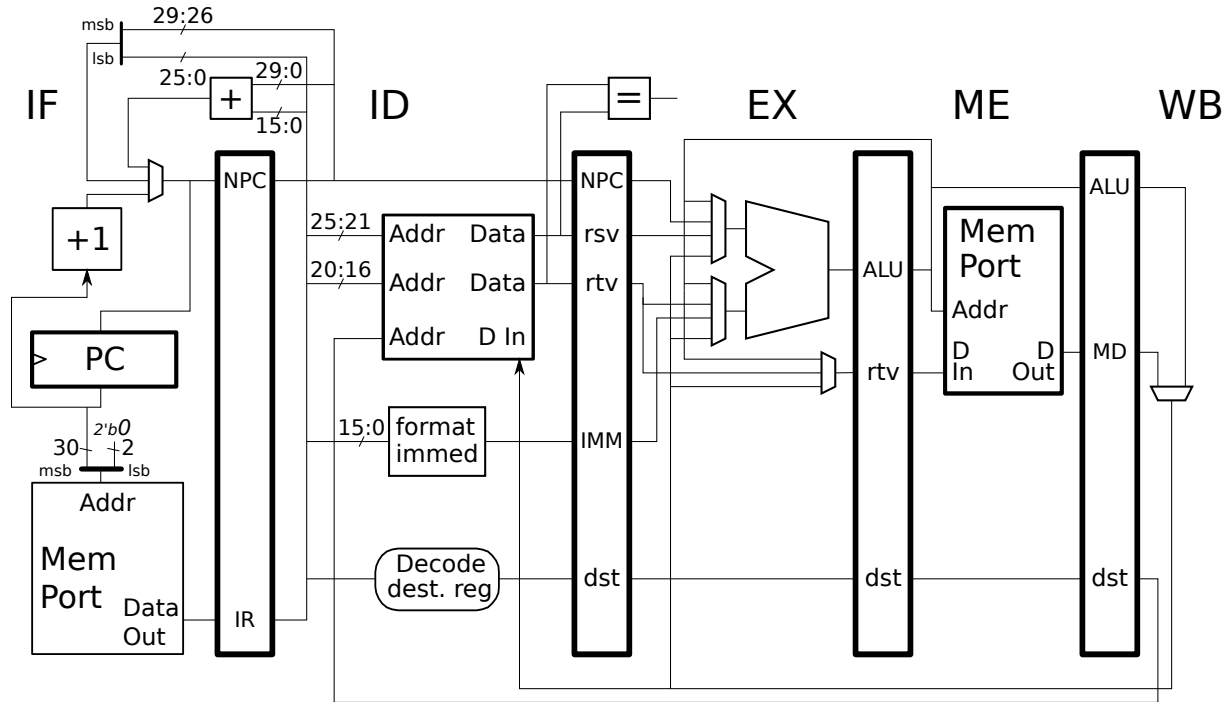 29:26
msb
lsb
25:0
29:0
+
15:0
IF
ID
=
EX
ME
WB
NPC
NPC
ALU
+1
25:21
Addr
Data
rsv
20:16
Addr
Data
rtv
Addr
D In
PC
ALU
Mem
Port
Addr
D
In
D
Out
MD
rtv
2'b0
30
2
msb
lsb
15:0
format
immed
IMM
Addr
Mem
Port
Data
Out
IR
Decode
dest. reg
dst
dst
dst